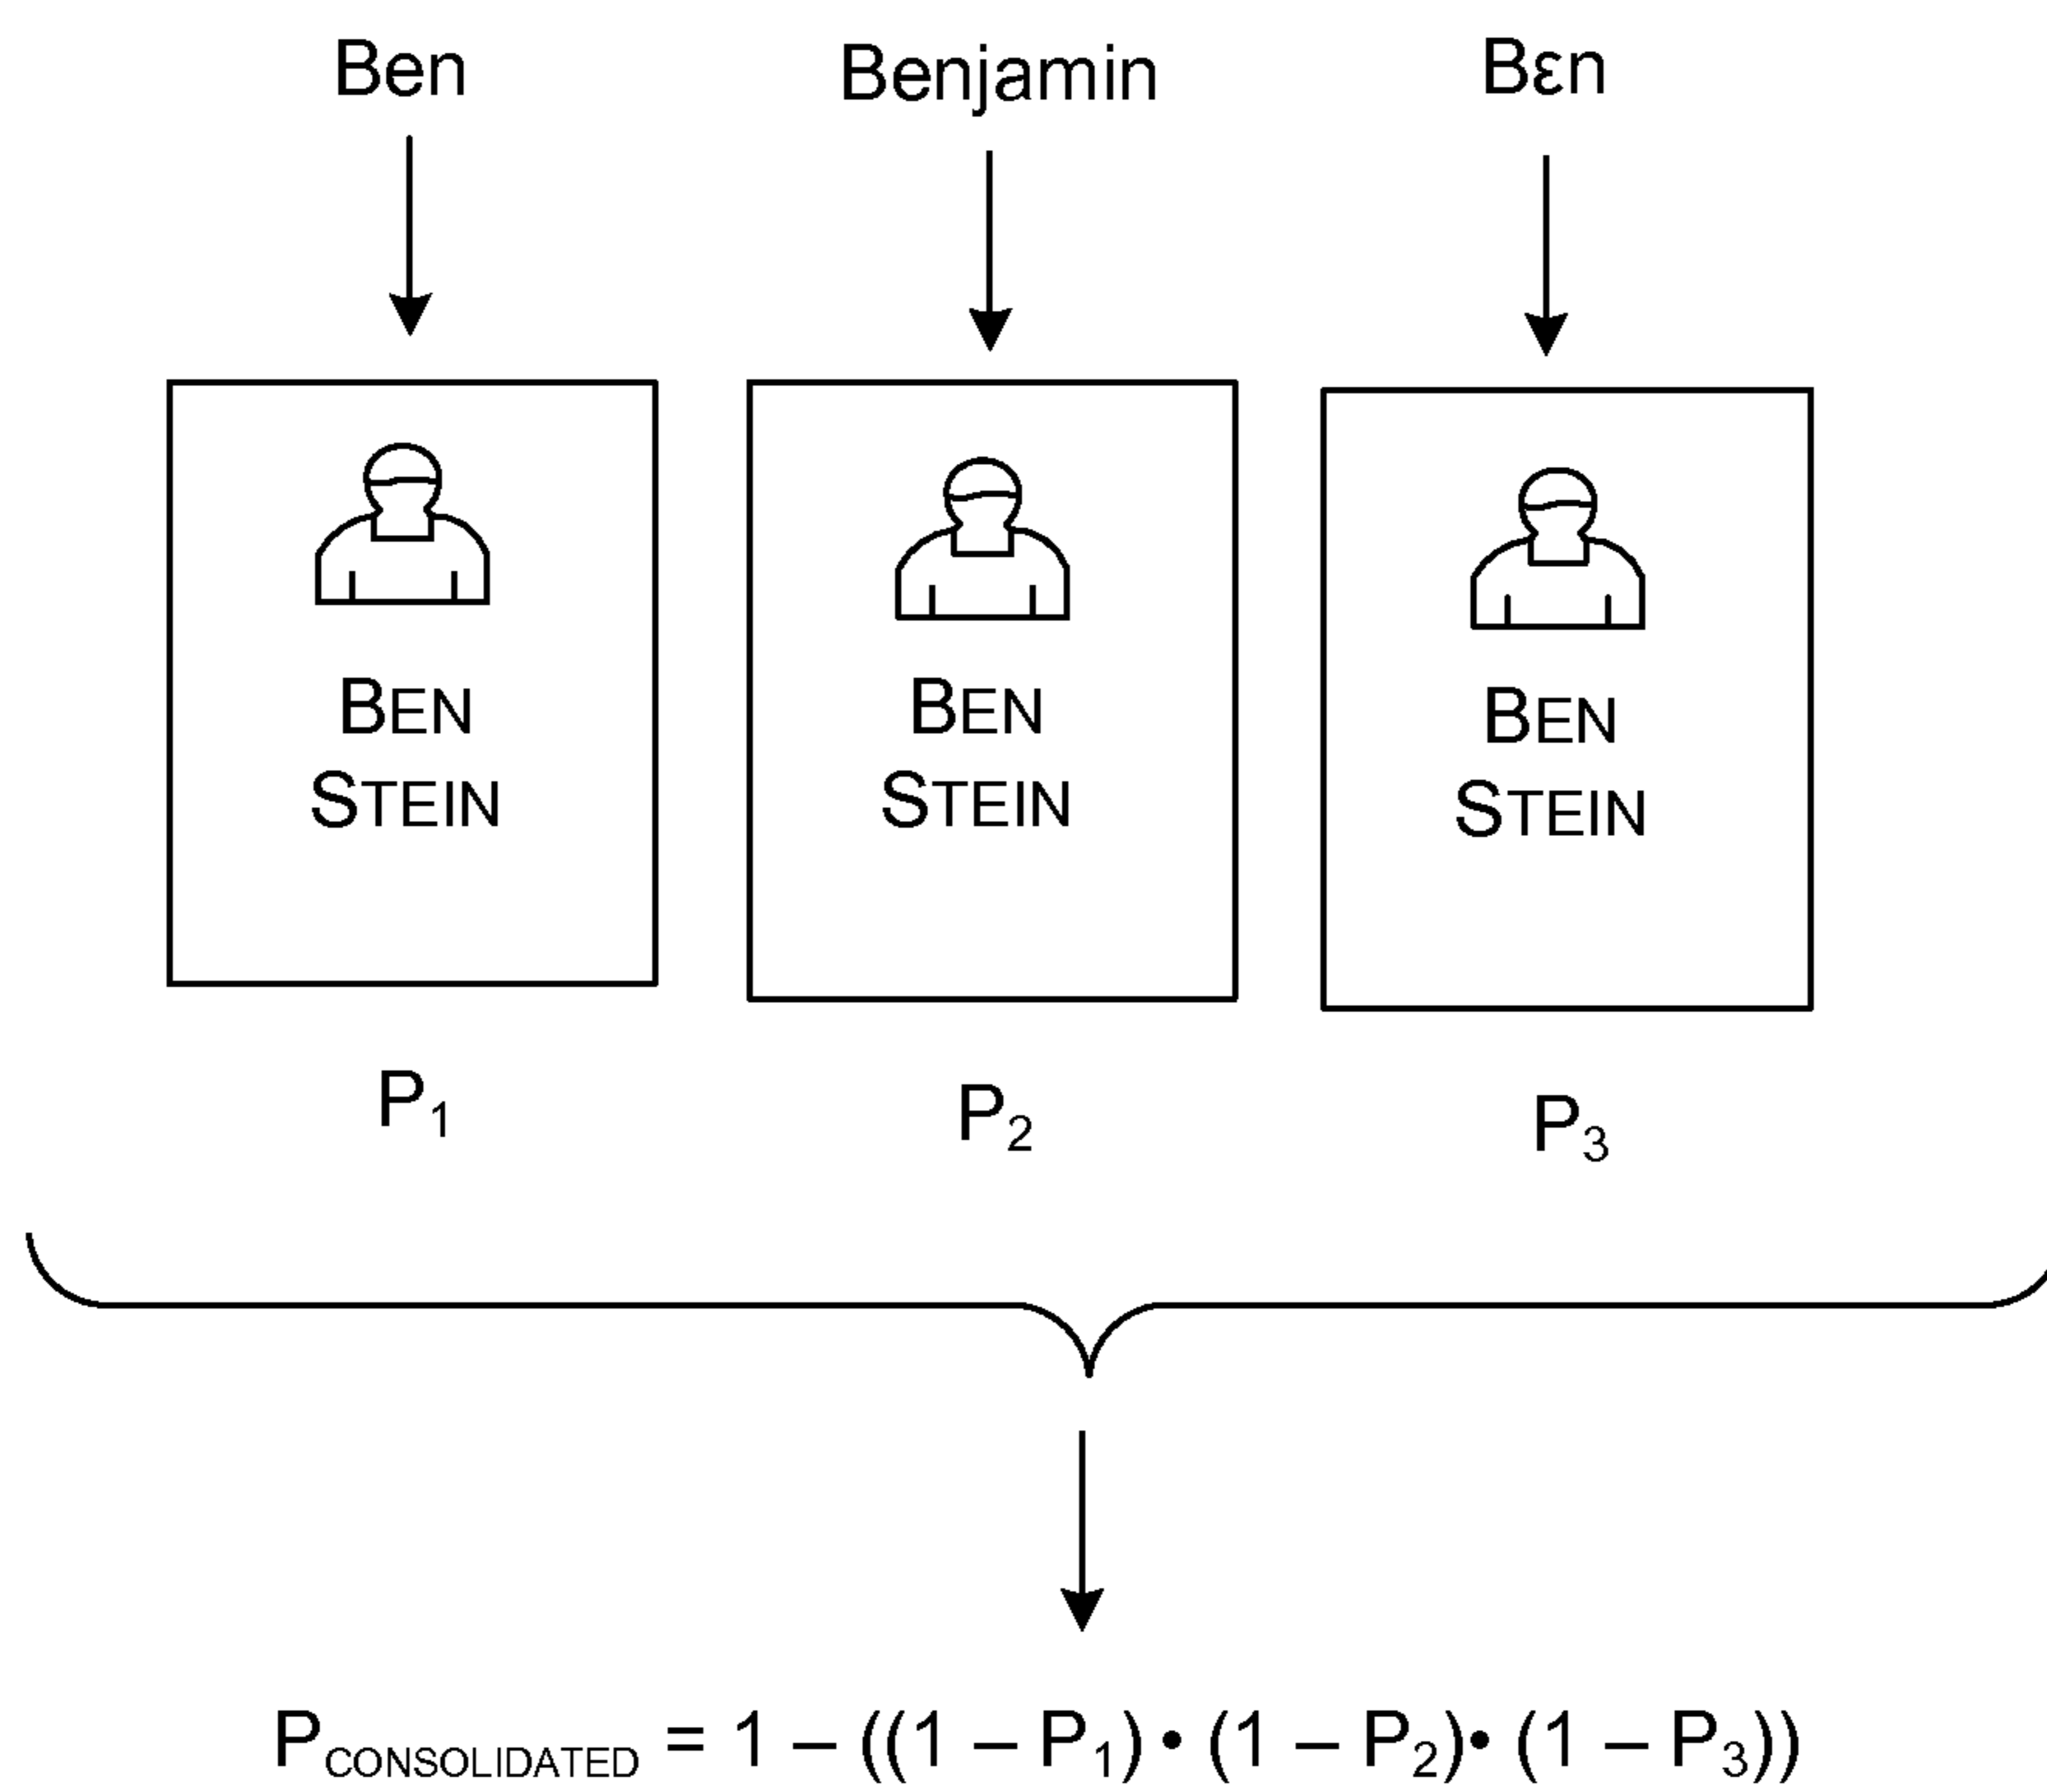 Ben Benjamin Bεn
BEN BEN BEN
STEIN STEIN STEIN
P₁ P₂ P₃
P_CONSOLIDATED = 1 – ((1 – P₁) • (1 – P₂) • (1 – P₃))